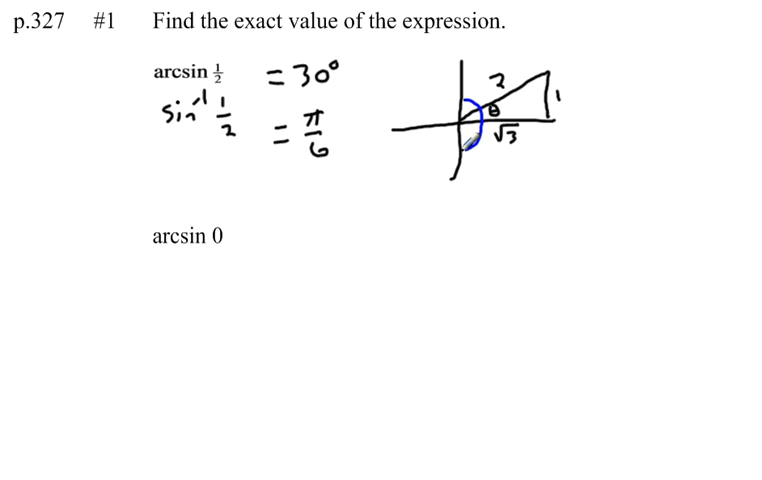 p.327 #1 Find the exact value of the expression.
arcsin 1/2 = 30°
sin⁻¹ 1/2 = π/6
2
θ
1
√3
arcsin 0